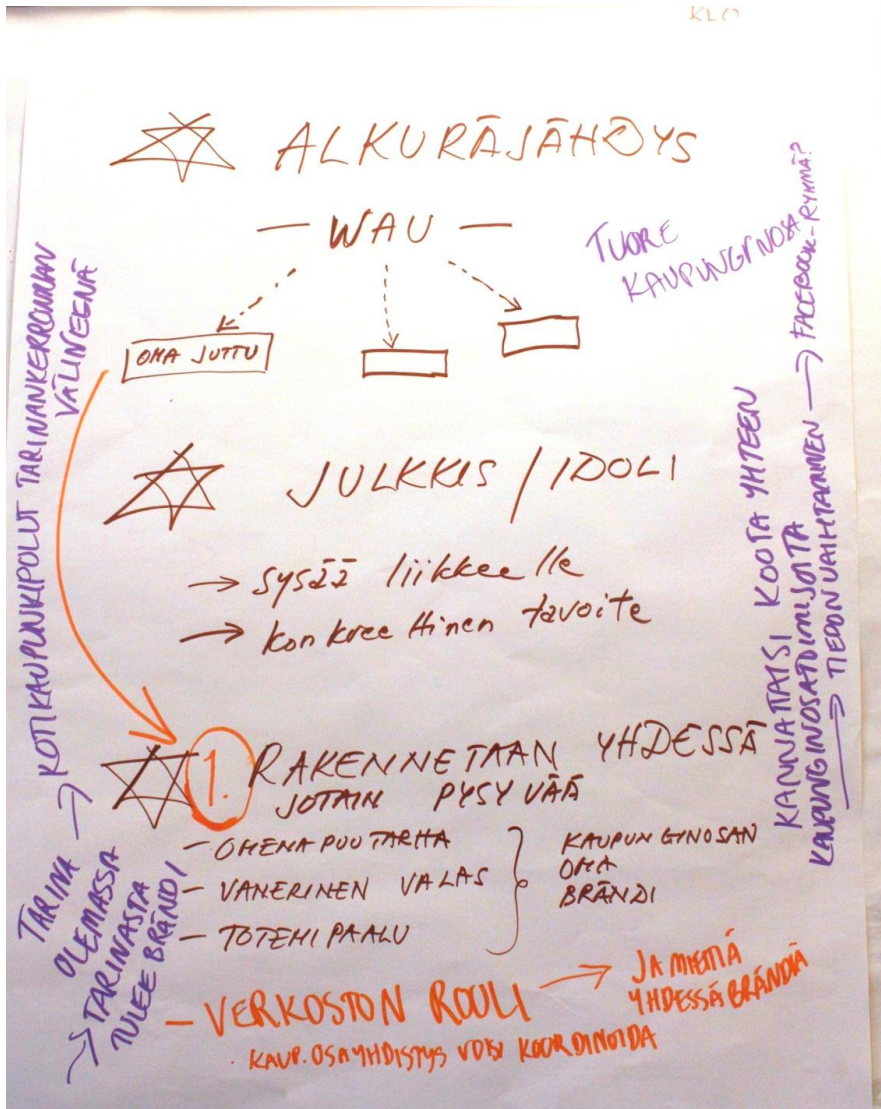 ALKURÄJÄHDYS
— WAU —
OMA JUTTU
TUORE
KAUPUNGINOSA
JULKKIS / IDOLI
→ sysää liikkeelle
→ konkreettinen tavoite
1. RAKENNETAAN YHDESSÄ
JOTAIN PYSYVÄÄ
- OMENAPUUTARHA
- VANERINEN VALAS
- TOTEMIPAALU
KAUPUNGINOSAN
OMA
BRÄNDI
- VERKOSTON ROOLI → JA MIETTIÄ
YHDESSÄ BRÄNDIÄ
· KAUP.OSAYHDISTYS VOISI KOORDINOIDA
TARINA
OLEMASSA
→ TARINASTA
TULEE BRÄNDI
→ KOTIKAUPUNKIPOLUT TARINANKERRONNAN
VÄLINEENÄ
KANNATTAISI KOOTA YHTEEN
KAUPUNGINOSATOIMIJOITA
→ TIEDON VAIHTAMINEN → FACEBOOK-RYHMÄ?